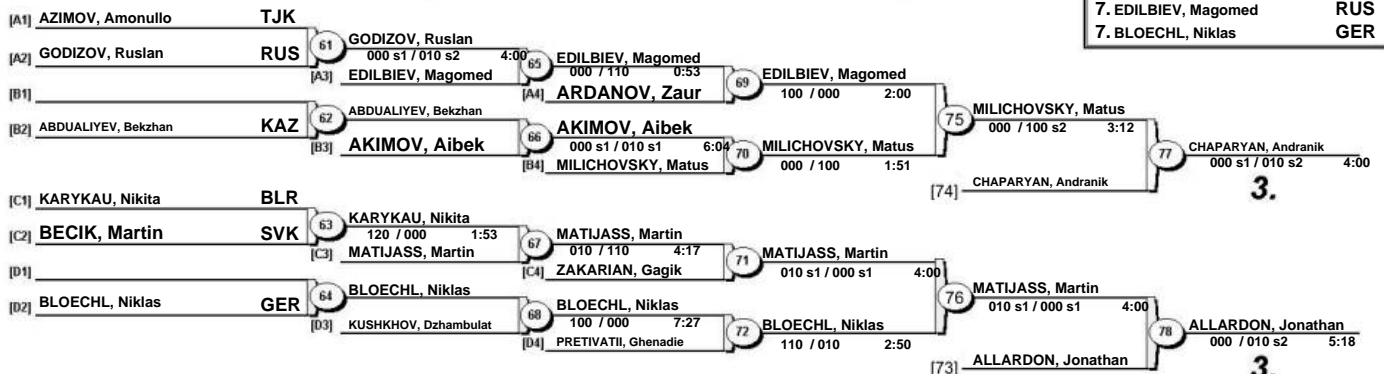 7. EDILBIEV, Magomed RUS
7. BLOECHL, Niklas GER
[A1] AZIMOV, Amonullo TJK
[A2] GODIZOV, Ruslan RUS
61
GODIZOV, Ruslan
000 s1 / 010 s2 4:00
[A3] EDILBIEV, Magomed
65
EDILBIEV, Magomed
000 / 110 0:53
[A4] ARDANOV, Zaur
69
EDILBIEV, Magomed
100 / 000 2:00
[B1]
[B2] ABDUALIYEV, Bekzhan KAZ
62
ABDUALIYEV, Bekzhan
[B3] AKIMOV, Aibek
66
AKIMOV, Aibek
000 s1 / 010 s1 6:04
[B4] MILICHOVSKY, Matus
70
MILICHOVSKY, Matus
000 / 100 1:51
75
MILICHOVSKY, Matus
000 / 100 s2 3:12
[74] CHAPARYAN, Andranik
77
CHAPARYAN, Andranik
000 s1 / 010 s2 4:00
3.
[C1] KARYKAU, Nikita BLR
[C2] BECIK, Martin SVK
63
KARYKAU, Nikita
120 / 000 1:53
[C3] MATIJASS, Martin
67
MATIJASS, Martin
010 / 110 4:17
[C4] ZAKARIAN, Gagik
71
MATIJASS, Martin
010 s1 / 000 s1 4:00
[D1]
[D2] BLOECHL, Niklas GER
64
BLOECHL, Niklas
[D3] KUSHKHOV, Dzhambulat
68
BLOECHL, Niklas
100 / 000 7:27
[D4] PRETIVATII, Ghenadie
72
BLOECHL, Niklas
110 / 010 2:50
76
MATIJASS, Martin
010 s1 / 000 s1 4:00
[73] ALLARDON, Jonathan
78
ALLARDON, Jonathan
000 / 010 s2 5:18
3.